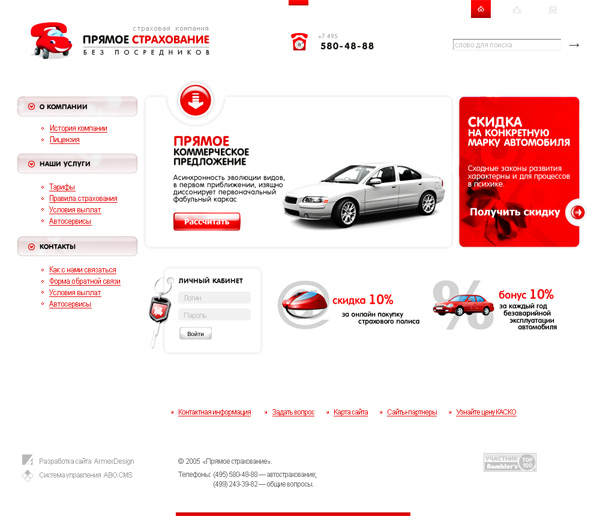 страховая компания
ПРЯМОЕ СТРАХОВАНИЕ
БЕЗ ПОСРЕДНИКОВ
+7 495
580-48-88
слово для поиска
О КОМПАНИИ
История компании
Лицензия
НАШИ УСЛУГИ
Тарифы
Правила страхования
Условия выплат
Автосервисы
КОНТАКТЫ
Как с нами связаться
Форма обратной связи
Условия выплат
Автосервисы
ПРЯМОЕ
КОММЕРЧЕСКОЕ
ПРЕДЛОЖЕНИЕ
Асинхронность эволюции видов,
в первом приближении, изящно
диссонирует первоначальный
фабульный каркас
Рассчитать
СКИДКА
НА КОНКРЕТНУЮ
МАРКУ АВТОМОБИЛЯ
Сходные законы развития
характерны и для процессов
в психике.
Получить скидку
ЛИЧНЫЙ КАБИНЕТ
Логин
Пароль
Войти
@
скидка 10%
за онлайн покупку
страхового полиса
%
бонус 10%
за каждый год
безаварийной
эксплуатации
автомобиля
Контактная информация
Задать вопрос
Карта сайта
Сайты-партнеры
Узнайте цену КАСКО
Разработка сайта ArmexDesign
Система управления ABO.CMS
© 2005 «Прямое страхование».
Телефоны: (495) 580-48-88 — автострахование;
(499) 243-39-82 — общие вопросы.
УЧАСТНИК
Rambler's
TOP
100